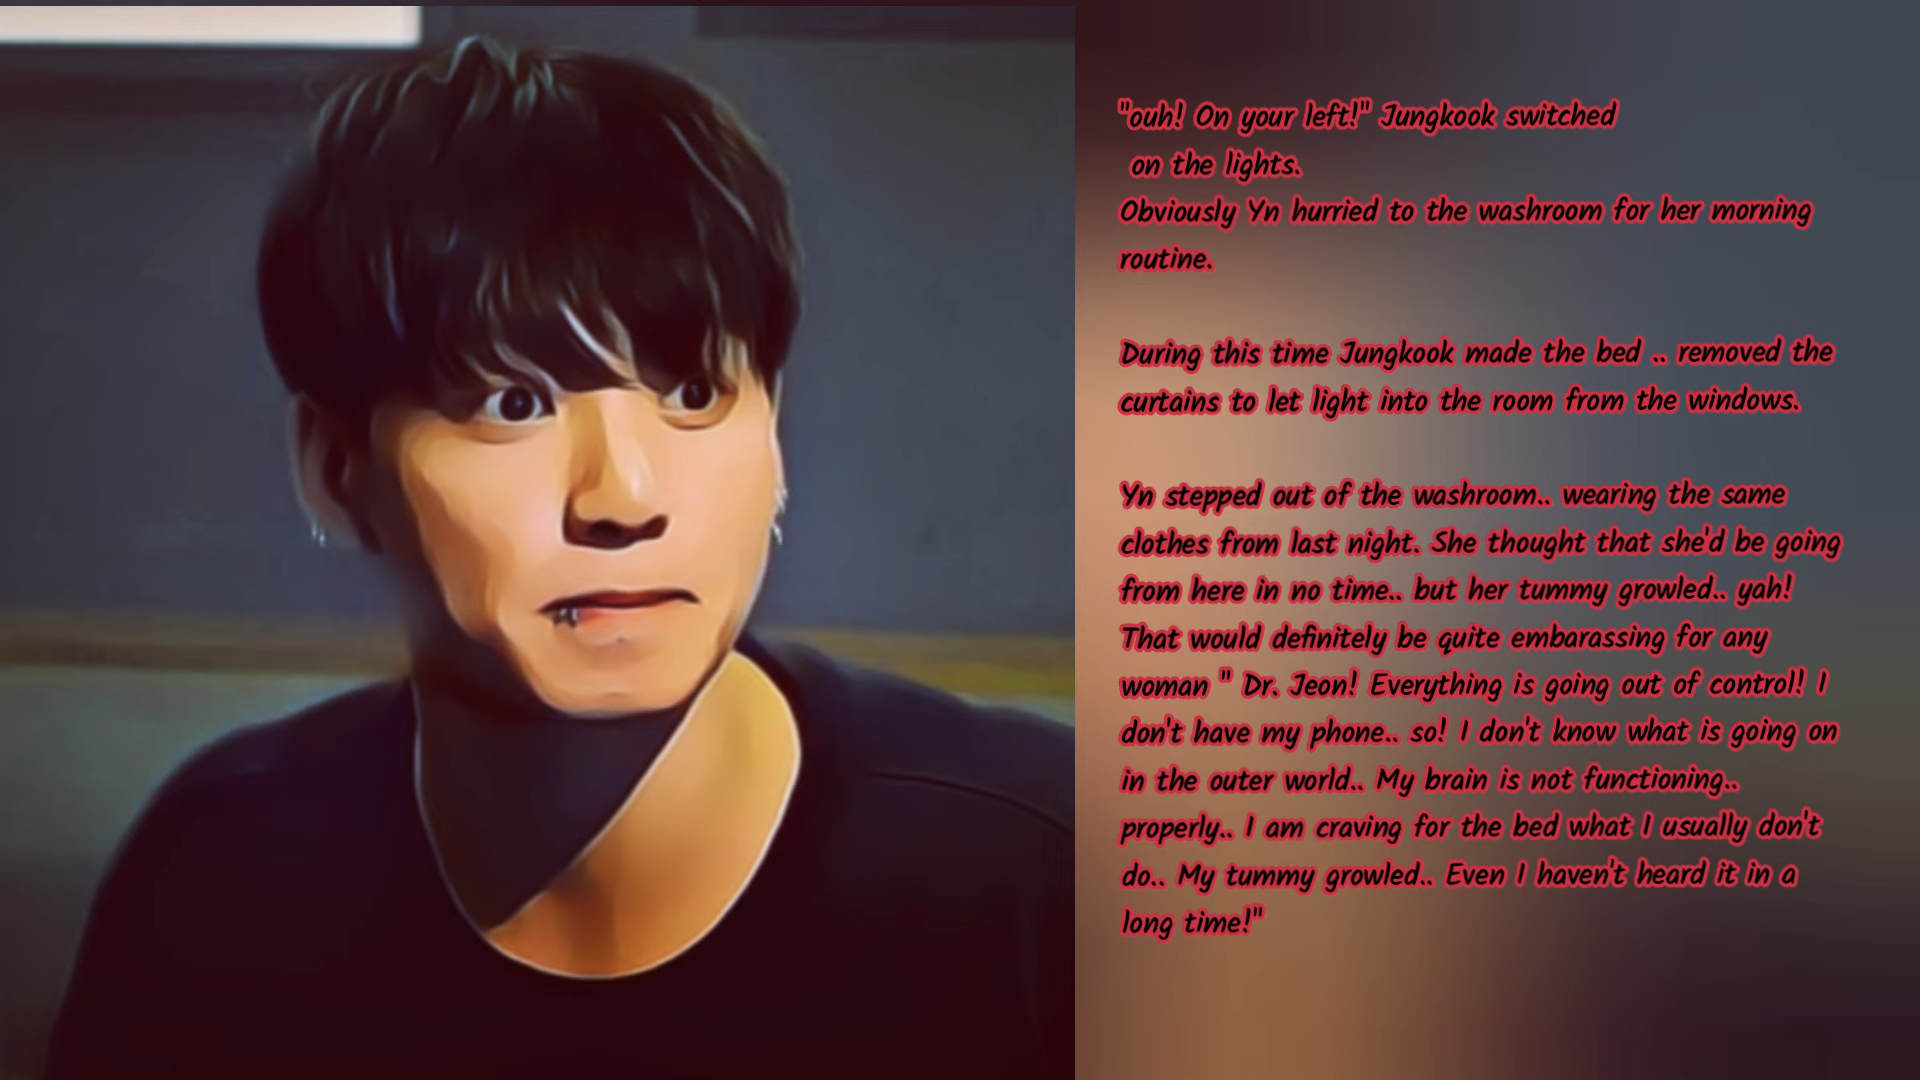 "ouh! On your left!" Jungkook switched
on the lights.
Obviously Yn hurried to the washroom for her morning
routine.
During this time Jungkook made the bed .. removed the
curtains to let light into the room from the windows.
Yn stepped out of the washroom.. wearing the same
clothes from last night. She thought that she'd be going
from here in no time.. but her tummy growled.. yah!
That would definitely be quite embarassing for any
woman " Dr. Jeon! Everything is going out of control! I
don't have my phone.. so! I don't know what is going on
in the outer world.. My brain is not functioning..
properly.. I am craving for the bed what I usually don't
do.. My tummy growled.. Even I haven't heard it in a
long time!"